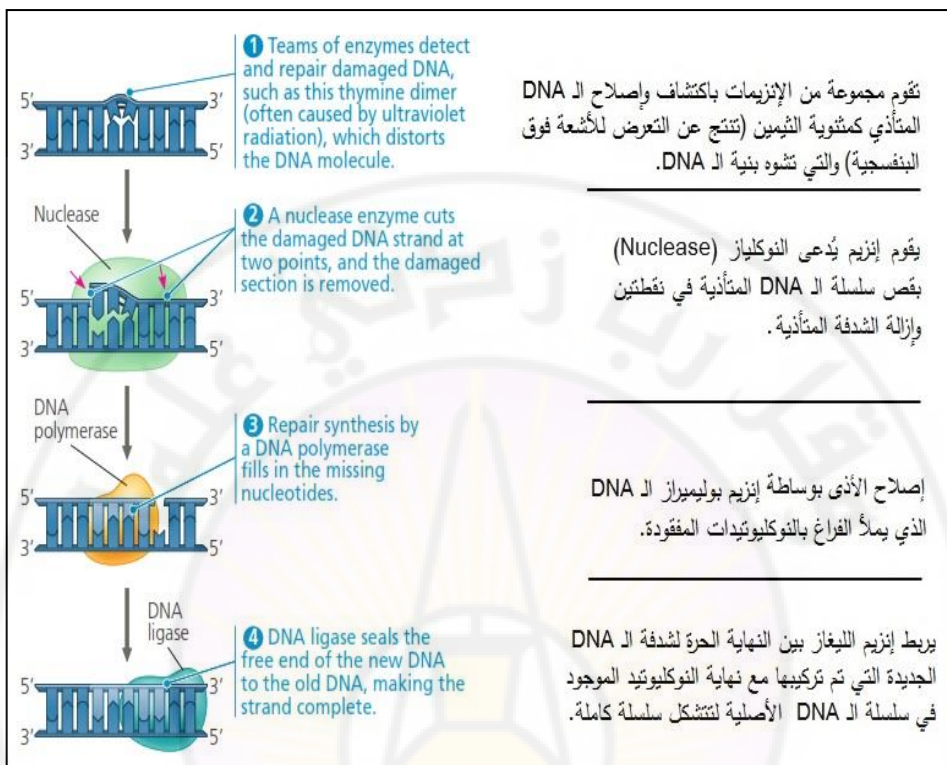 1 Teams of enzymes detect
and repair damaged DNA,
such as this thymine dimer
(often caused by ultraviolet
radiation), which distorts
the DNA molecule.
تقوم مجموعة من الإنزيمات باكتشاف وإصلاح الـ DNA
المتأذي كمثنوية الثيمين (تنتج عن التعرض للأشعة فوق
البنفسجية) والتي تشوه بنية الـ DNA.
5′ 3′
3′ 5′
Nuclease
2 A nuclease enzyme cuts
the damaged DNA strand at
two points, and the damaged
section is removed.
يقوم إنزيم يُدعى النوكلياز (Nuclease)
بقص سلسلة الـ DNA المتأذية في نقطتين
وإزالة الشدفة المتأذية.
5′ 3′
3′ 5′
DNA
polymerase
3 Repair synthesis by
a DNA polymerase
fills in the missing
nucleotides.
إصلاح الأذى بوساطة إنزيم بوليميراز الـ DNA
الذي يملأ الفراغ بالنوكليوتيدات المفقودة.
5′ 3′
3′ 5′
DNA
ligase
4 DNA ligase seals the
free end of the new DNA
to the old DNA, making the
strand complete.
يربط إنزيم الليغاز بين النهاية الحرة لشدفة الـ DNA
الجديدة التي تم تركيبها مع نهاية النوكليوتيد الموجود
في سلسلة الـ DNA الأصلية لتتشكل سلسلة كاملة.
5′ 3′
3′ 5′
وقل رب زدني علما